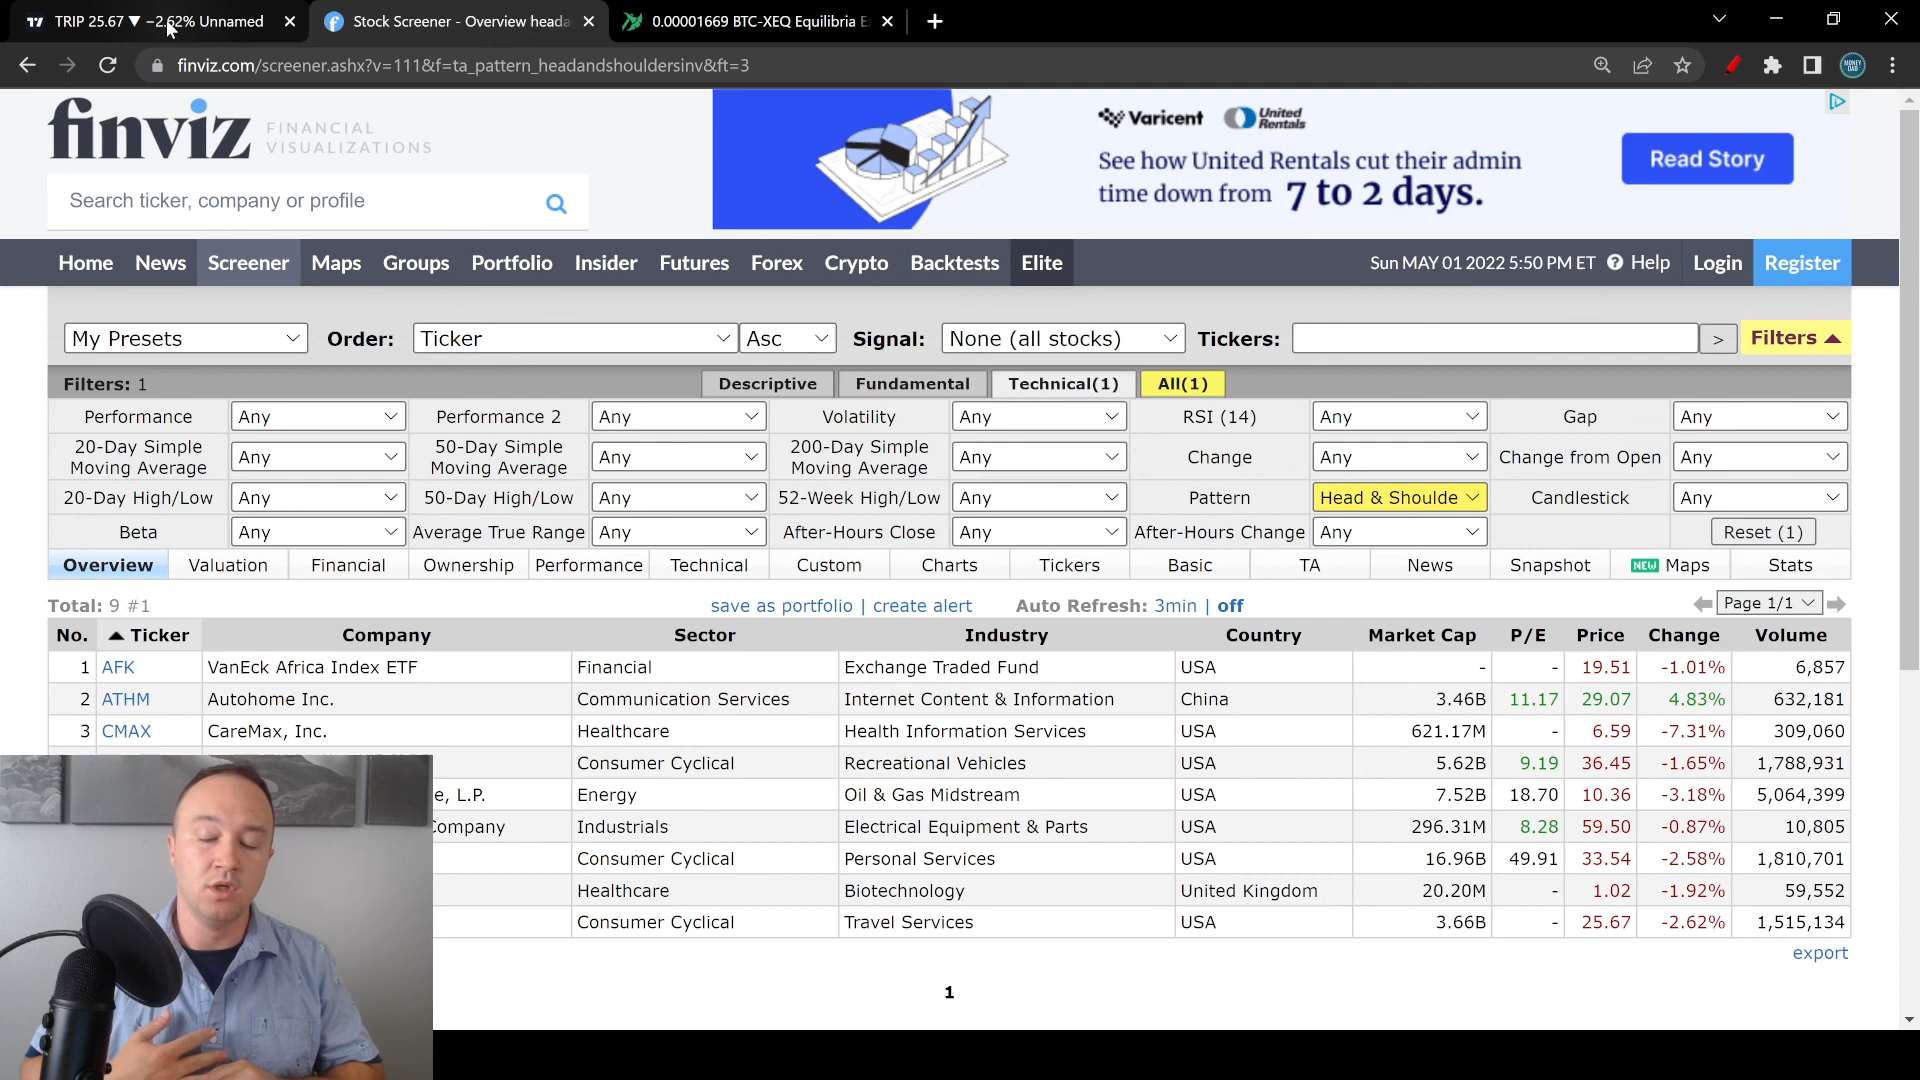 TRIP 25.67 ▼ −2.62% Unnamed
Stock Screener - Overview heada
0.00001669 BTC-XEQ Equilibria E
finviz.com/screener.ashx?v=111&f=ta_pattern_headandshouldersinv&ft=3
MONEY DAD
finviz FINANCIAL VISUALIZATIONS
Search ticker, company or profile
Varicent United Rentals
See how United Rentals cut their admin
time down from 7 to 2 days.
Read Story
Home News Screener Maps Groups Portfolio Insider Futures Forex Crypto Backtests Elite Sun MAY 01 2022 5:50 PM ET Help Login Register
My Presets Order: Ticker Asc Signal: None (all stocks) Tickers: > Filters
Filters: 1 Descriptive Fundamental Technical(1) All(1)
Performance Any Performance 2 Any Volatility Any RSI (14) Any Gap Any
20-Day Simple Moving Average Any 50-Day Simple Moving Average Any 200-Day Simple Moving Average Any Change Any Change from Open Any
20-Day High/Low Any 50-Day High/Low Any 52-Week High/Low Any Pattern Head & Shoulde Candlestick Any
Beta Any Average True Range Any After-Hours Close Any After-Hours Change Any Reset (1)
Overview Valuation Financial Ownership Performance Technical Custom Charts Tickers Basic TA News Snapshot NEW Maps Stats
Total: 9 #1 save as portfolio | create alert Auto Refresh: 3min | off Page 1/1
No. Ticker Company Sector Industry Country Market Cap P/E Price Change Volume
1 AFK VanEck Africa Index ETF Financial Exchange Traded Fund USA - - 19.51 -1.01% 6,857
2 ATHM Autohome Inc. Communication Services Internet Content & Information China 3.46B 11.17 29.07 4.83% 632,181
3 CMAX CareMax, Inc. Healthcare Health Information Services USA 621.17M - 6.59 -7.31% 309,060
Consumer Cyclical Recreational Vehicles USA 5.62B 9.19 36.45 -1.65% 1,788,931
e, L.P. Energy Oil & Gas Midstream USA 7.52B 18.70 10.36 -3.18% 5,064,399
Company Industrials Electrical Equipment & Parts USA 296.31M 8.28 59.50 -0.87% 10,805
Consumer Cyclical Personal Services USA 16.96B 49.91 33.54 -2.58% 1,810,701
Healthcare Biotechnology United Kingdom 20.20M - 1.02 -1.92% 59,552
Consumer Cyclical Travel Services USA 3.66B - 25.67 -2.62% 1,515,134
export
1